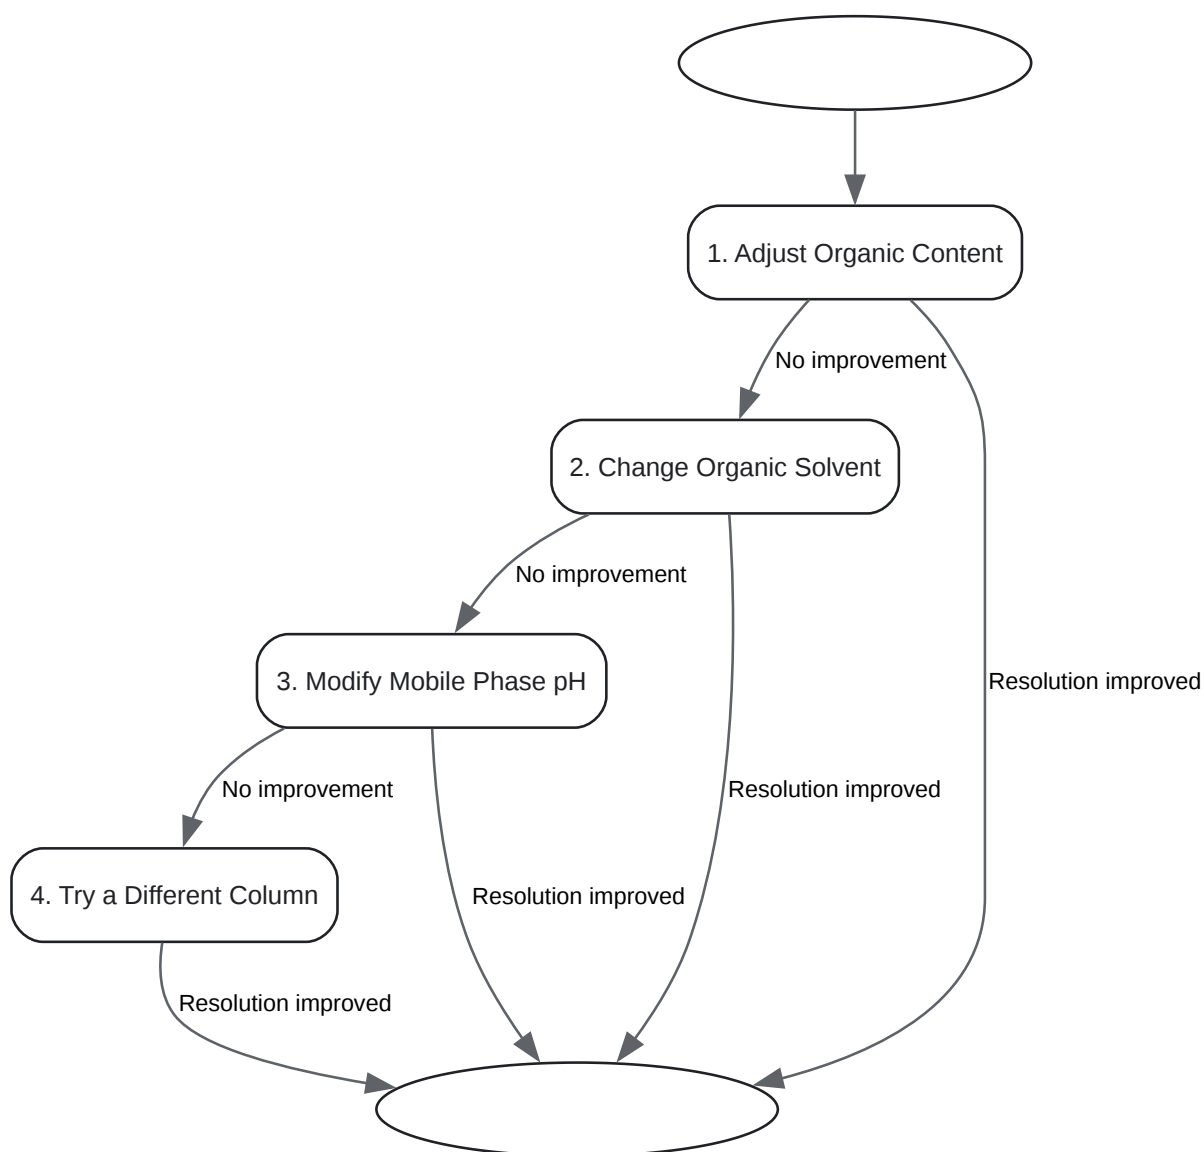 1. Adjust Organic Content
No improvement
2. Change Organic Solvent
No improvement
3. Modify Mobile Phase pH
Resolution improved
No improvement
Resolution improved
4. Try a Different Column
Resolution improved
Resolution improved